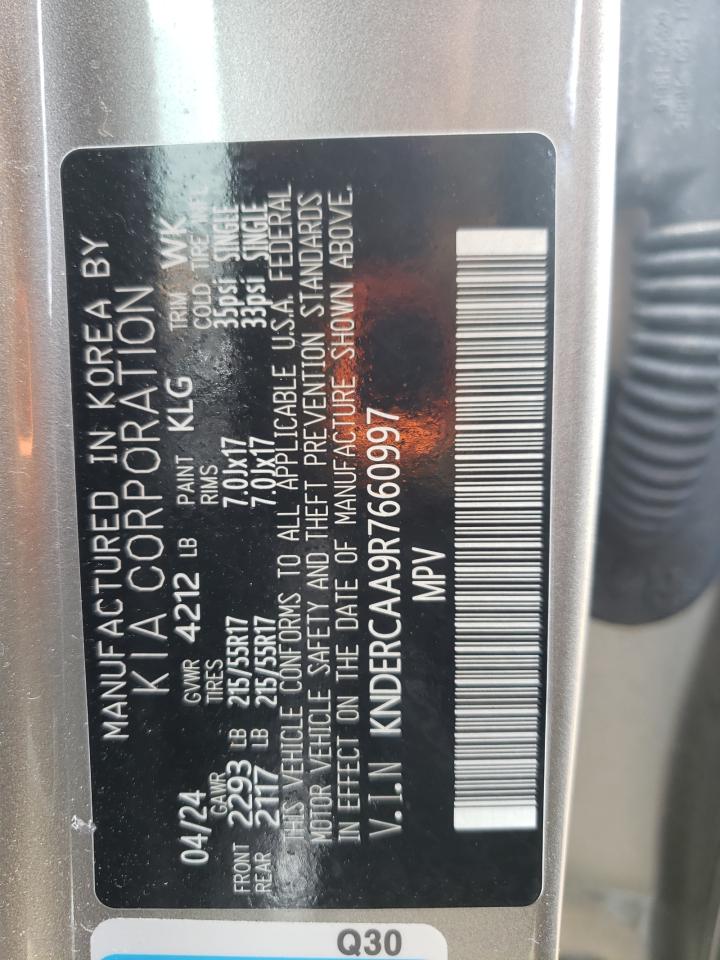 MANUFACTURED IN KOREA BY
KIA CORPORATION
04/24 GVWR 4212 LB PAINT KLG TRIM WK
GAWR TIRES RIMS COLD TIRE INFL
FRONT 2293 LB 215/55R17 7.0Jx17 35psi SINGLE
REAR 2117 LB 215/55R17 7.0Jx17 33psi SINGLE
THIS VEHICLE CONFORMS TO ALL APPLICABLE U.S.A. FEDERAL
MOTOR VEHICLE SAFETY AND THEFT PREVENTION STANDARDS
IN EFFECT ON THE DATE OF MANUFACTURE SHOWN ABOVE.
V.I.N KNDERCAA9R7660997
MPV
Q30